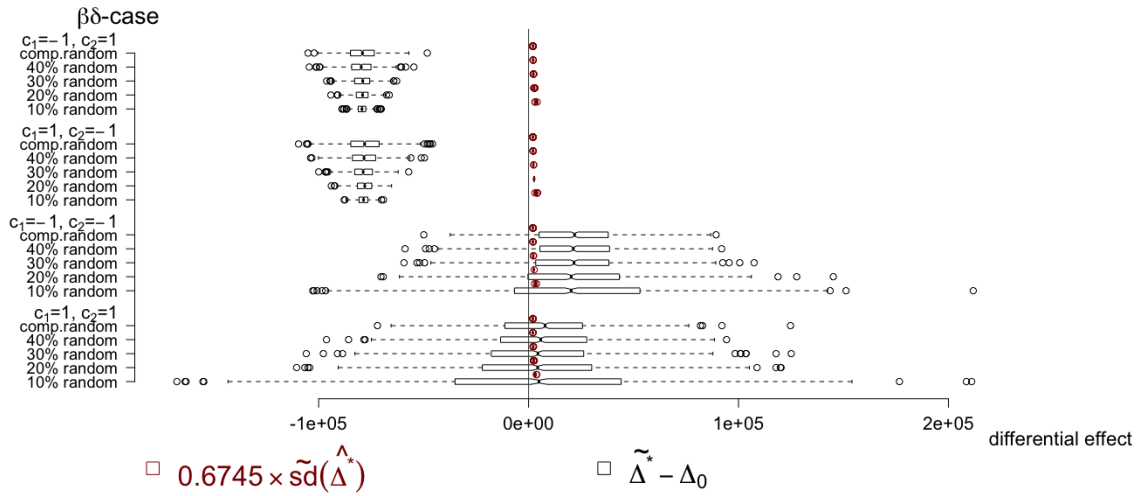 βδ-case
c₁=−1, c₂=1
comp.random
40% random
30% random
20% random
10% random
c₁=1, c₂=−1
comp.random
40% random
30% random
20% random
10% random
c₁=−1, c₂=−1
comp.random
40% random
30% random
20% random
10% random
c₁=1, c₂=1
comp.random
40% random
30% random
20% random
10% random
-1e+05 0e+00 1e+05 2e+05
differential effect
0.6745 × s̃d(Δ̂*) Δ̃* − Δ₀